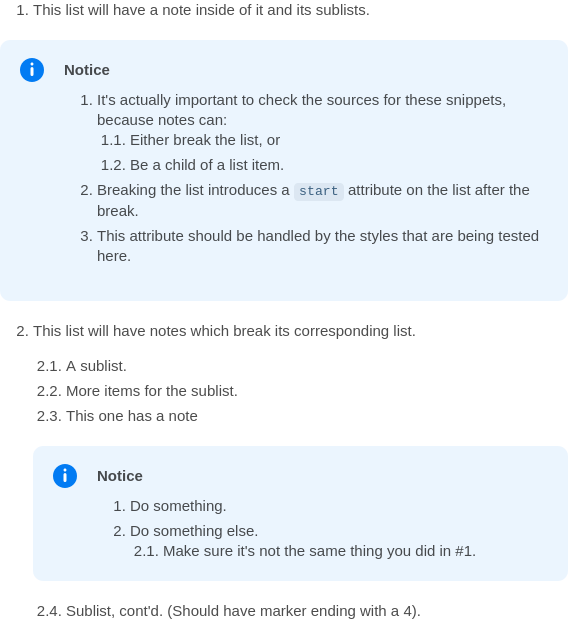 1. This list will have a note inside of it and its sublists.
Notice
1. It's actually important to check the sources for these snippets,
because notes can:
1.1. Either break the list, or
1.2. Be a child of a list item.
2. Breaking the list introduces a start attribute on the list after the
break.
3. This attribute should be handled by the styles that are being tested
here.
2. This list will have notes which break its corresponding list.
2.1. A sublist.
2.2. More items for the sublist.
2.3. This one has a note
Notice
1. Do something.
2. Do something else.
2.1. Make sure it's not the same thing you did in #1.
2.4. Sublist, cont'd. (Should have marker ending with a 4).